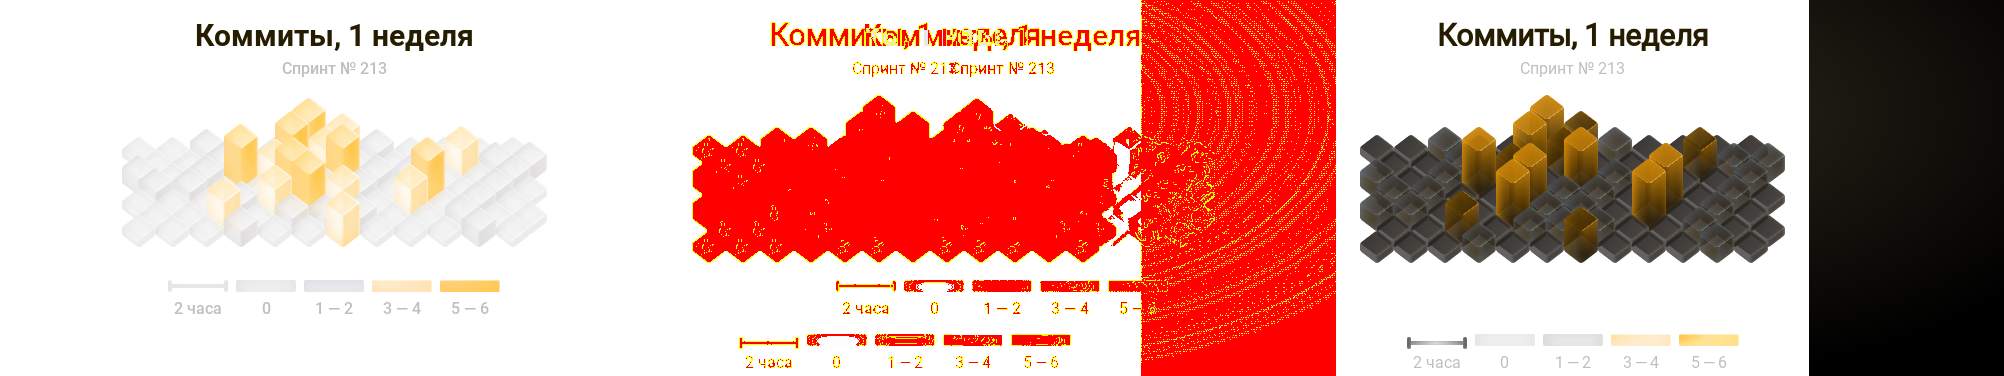 Коммиты, 1 неделя
Спринт № 213
2 часа 0 1 – 2 3 – 4 5 – 6
Спринт № 213 Спринт № 213
2 часа 0 1 – 2 3 – 4 5 – 6
2 часа 0 1 – 2 3 – 4 5 – 6
Коммиты, 1 неделя
Спринт № 213
2 часа 0 1 – 2 3 – 4 5 – 6